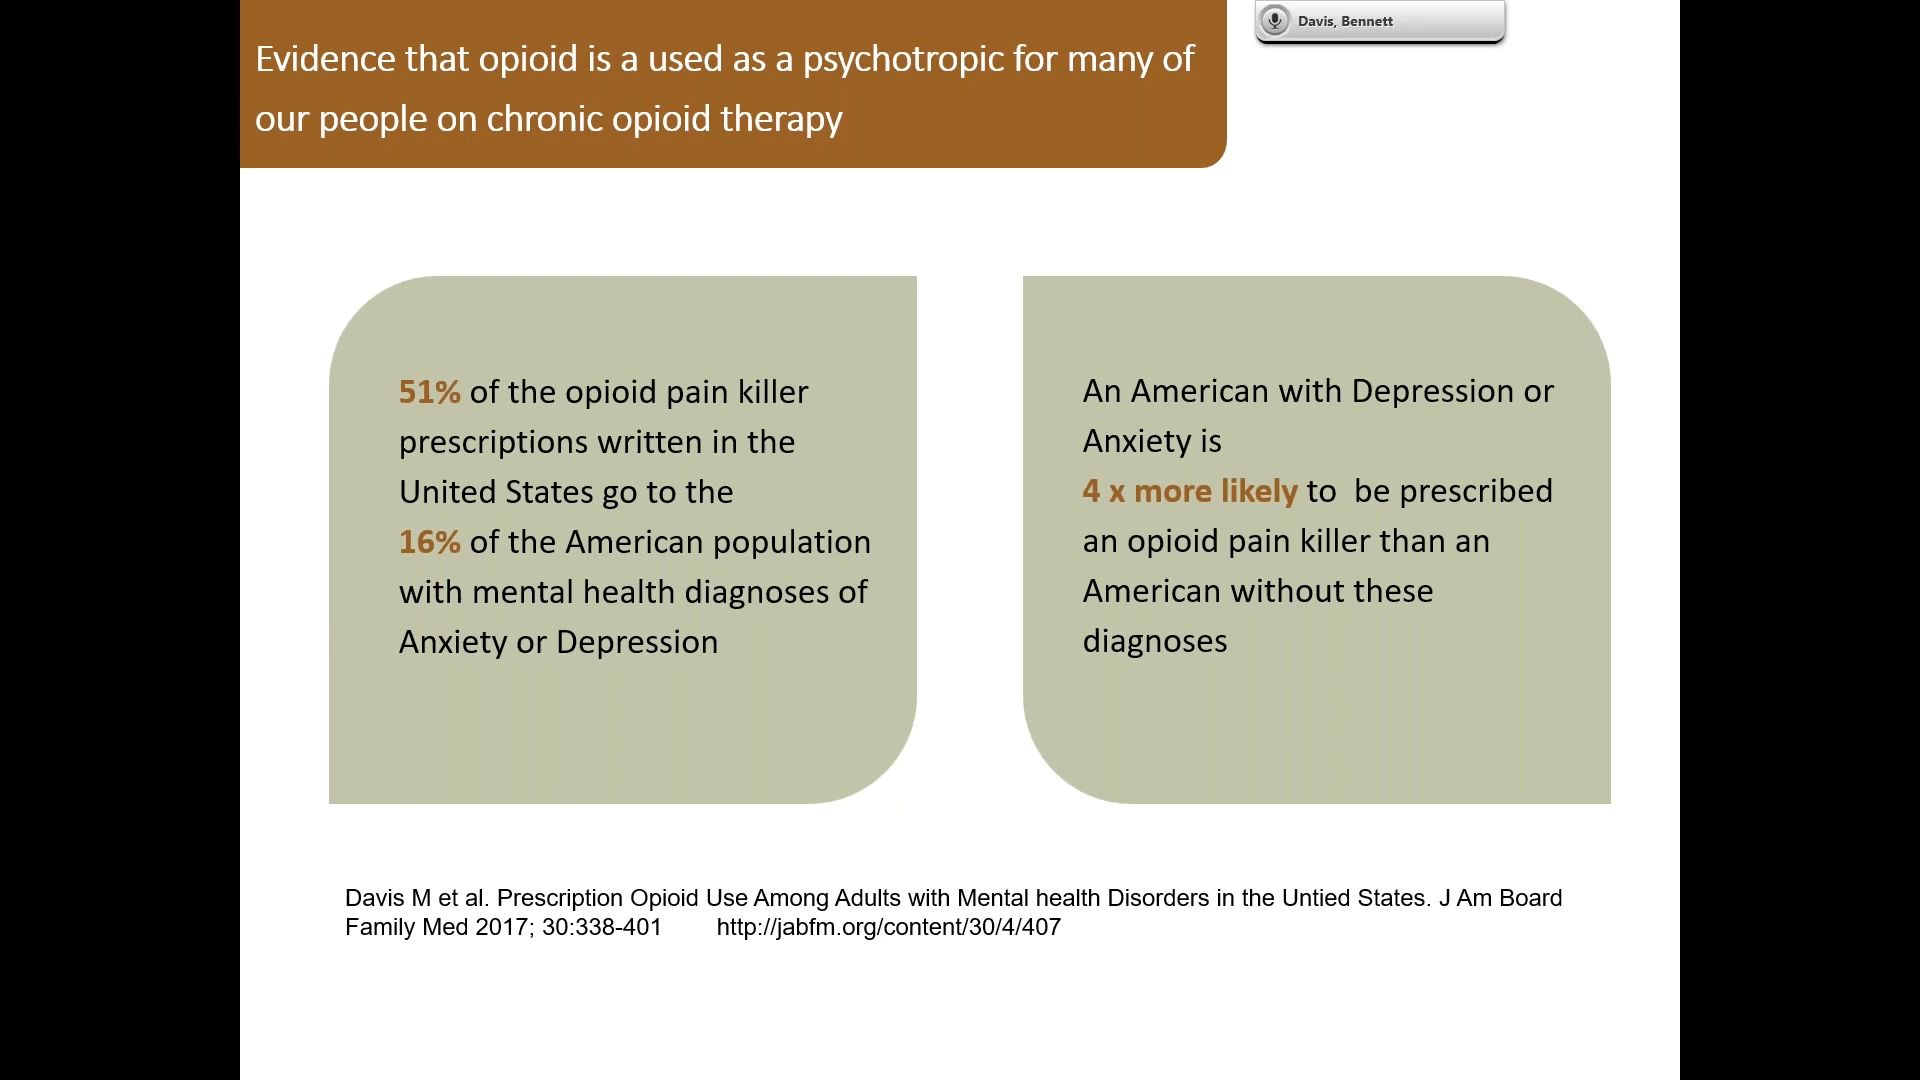 Evidence that opioid is a used as a psychotropic for many of
our people on chronic opioid therapy
Davis, Bennett
51% of the opioid pain killer
prescriptions written in the
United States go to the
16% of the American population
with mental health diagnoses of
Anxiety or Depression
An American with Depression or
Anxiety is
4 x more likely to  be prescribed
an opioid pain killer than an
American without these
diagnoses
Davis M et al. Prescription Opioid Use Among Adults with Mental health Disorders in the Untied States. J Am Board
Family Med 2017; 30:338-401 http://jabfm.org/content/30/4/407